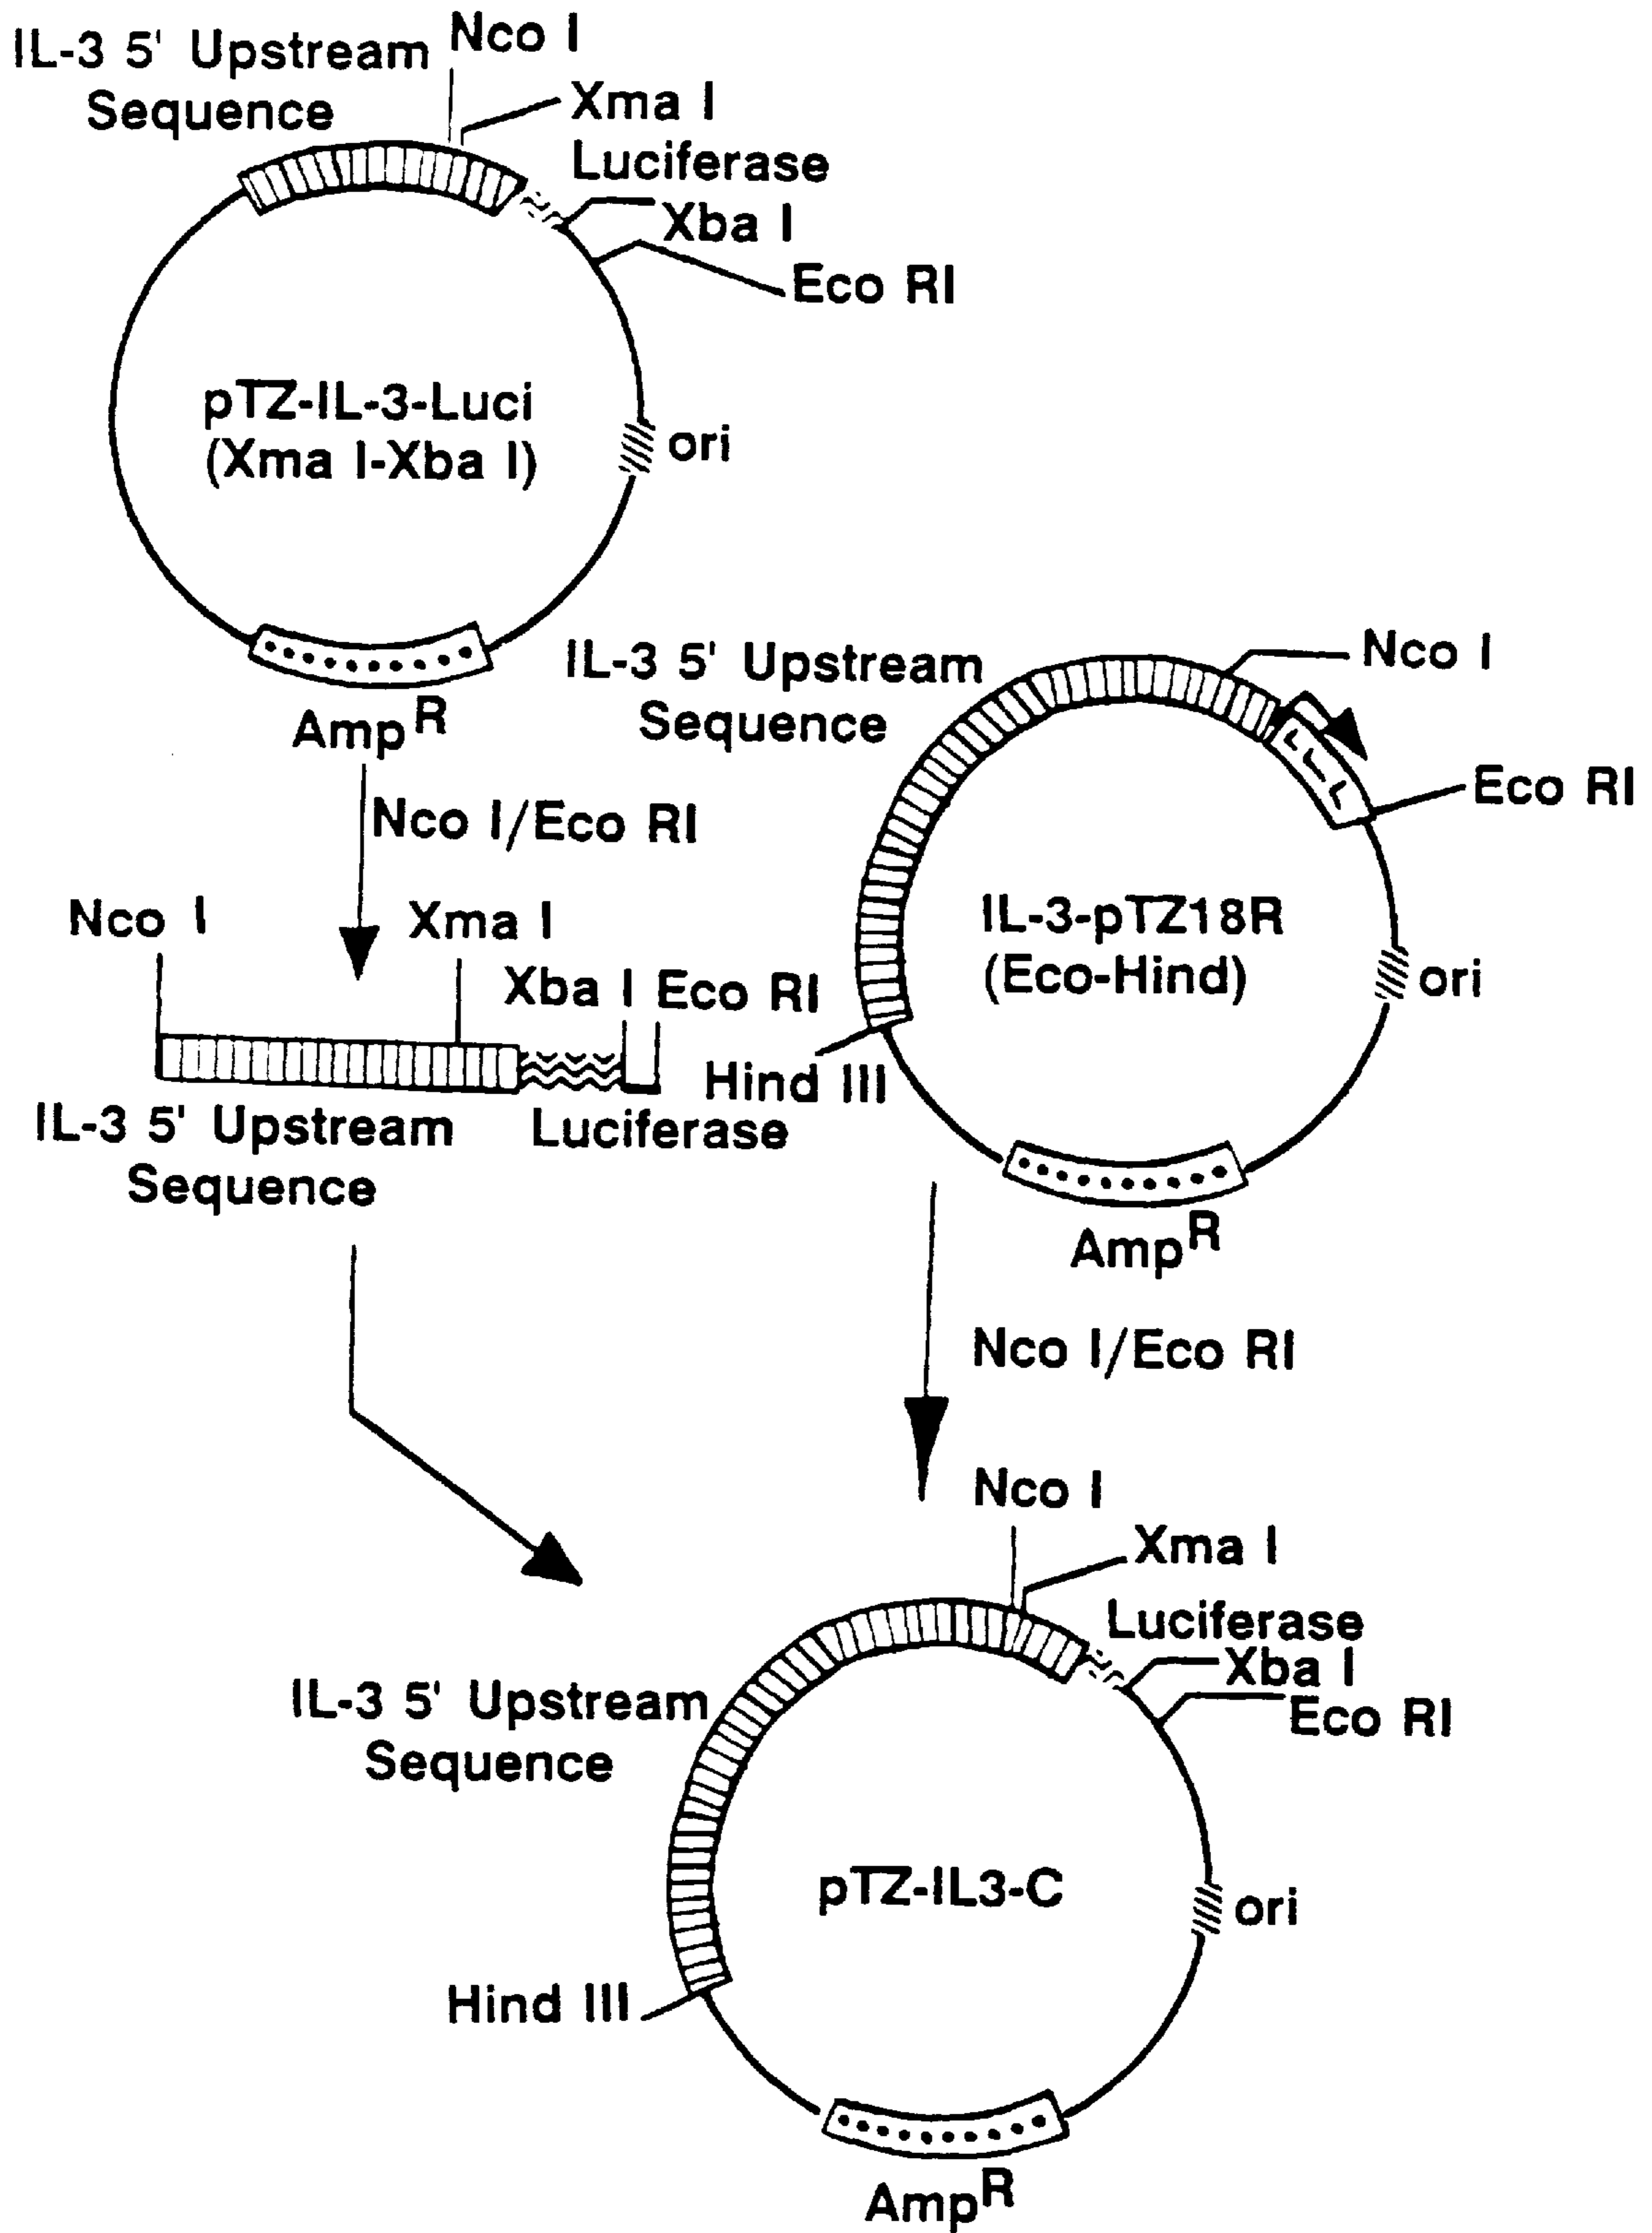 IL-3 5' Upstream
Sequence
Nco I
Xma I
Luciferase
Xba I
Eco RI
pTZ-IL-3-Luci
(Xma I-Xba I)
ori
Amp R
Nco I/Eco RI
Nco I
Xma I
Xba I
Eco RI
IL-3 5' Upstream
Sequence
Luciferase
IL-3 5' Upstream
Sequence
Nco I
Eco RI
IL-3-pTZ18R
(Eco-Hind)
ori
Hind III
Amp R
Nco I/Eco RI
Nco I
Xma I
Luciferase
Xba I
Eco RI
IL-3 5' Upstream
Sequence
pTZ-IL3-C
ori
Hind III
Amp R